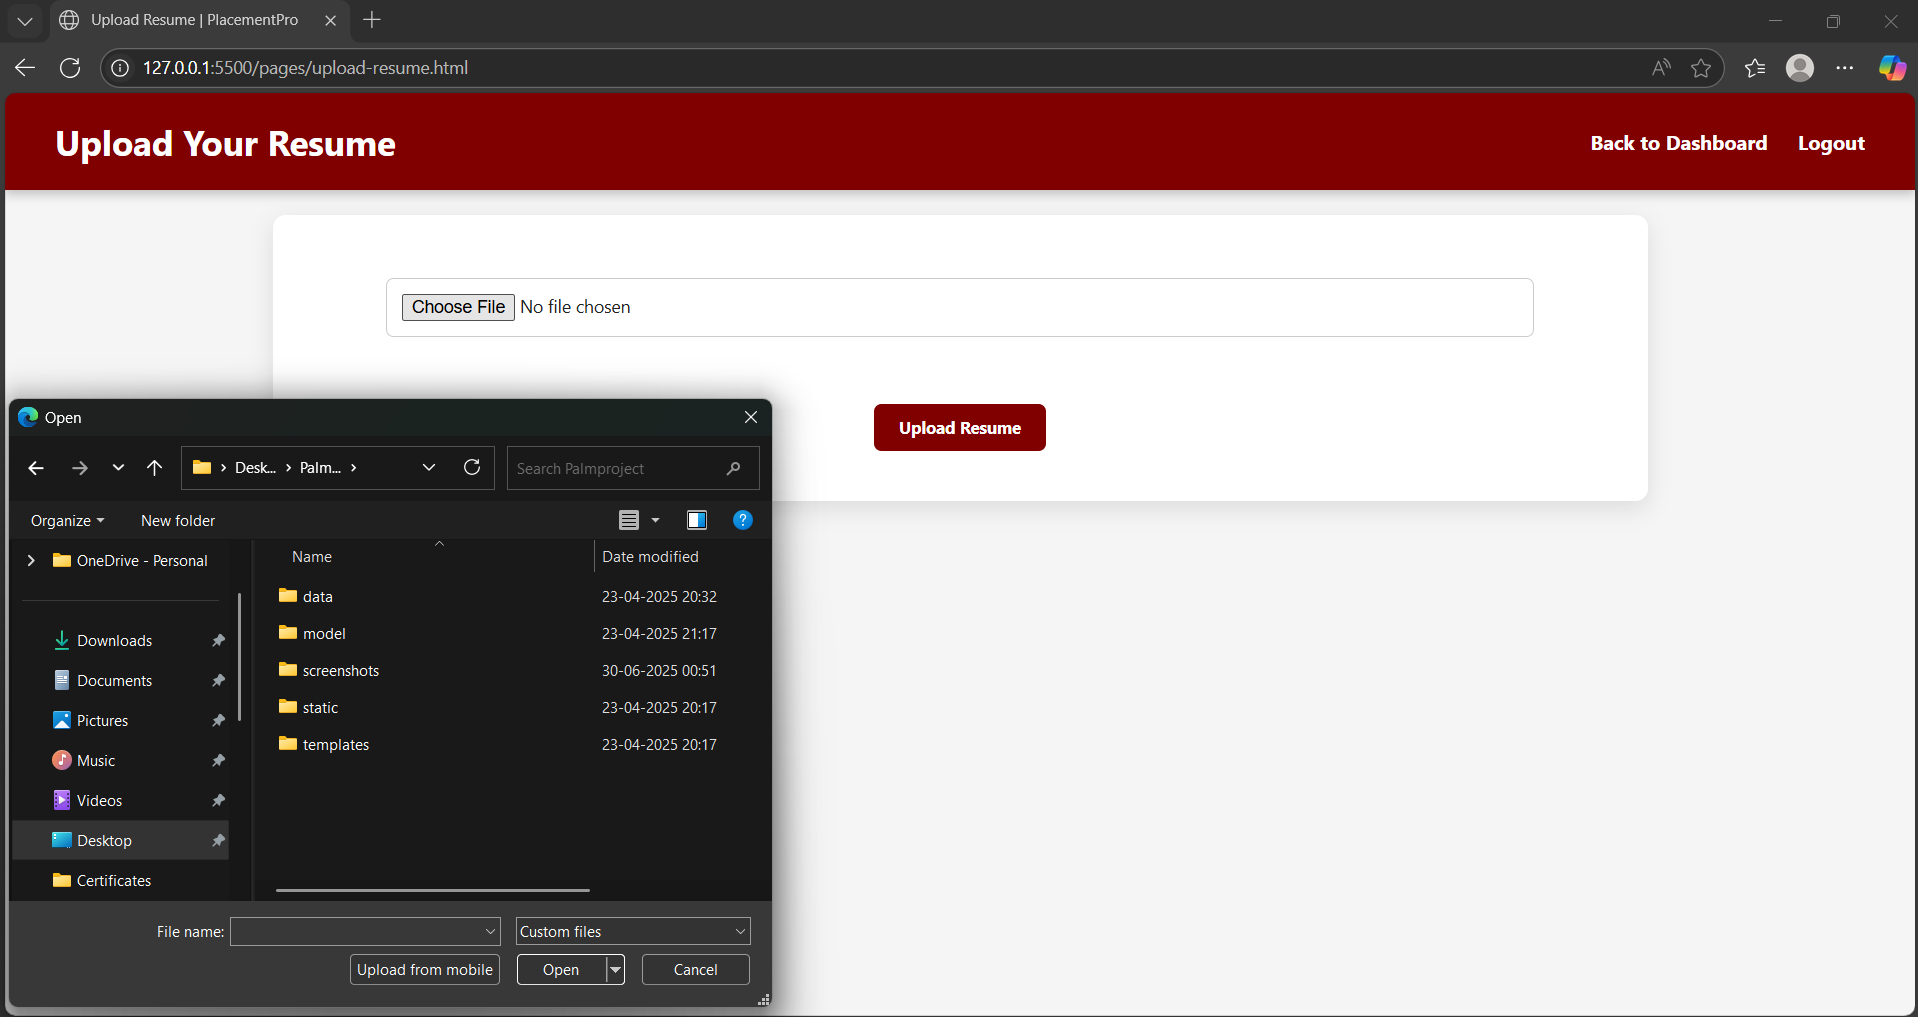 Upload Resume | PlacementPro
127.0.0.1:5500/pages/upload-resume.html
Upload Your Resume
Back to Dashboard Logout
Choose File No file chosen
Upload Resume
Open
Desk... Palm...
Search Palmproject
Organize New folder
Name Date modified
OneDrive - Personal
Downloads
Documents
Pictures
Music
Videos
Desktop
Certificates
data 23-04-2025 20:32
model 23-04-2025 21:17
screenshots 30-06-2025 00:51
static 23-04-2025 20:17
templates 23-04-2025 20:17
File name: Custom files
Upload from mobile Open Cancel